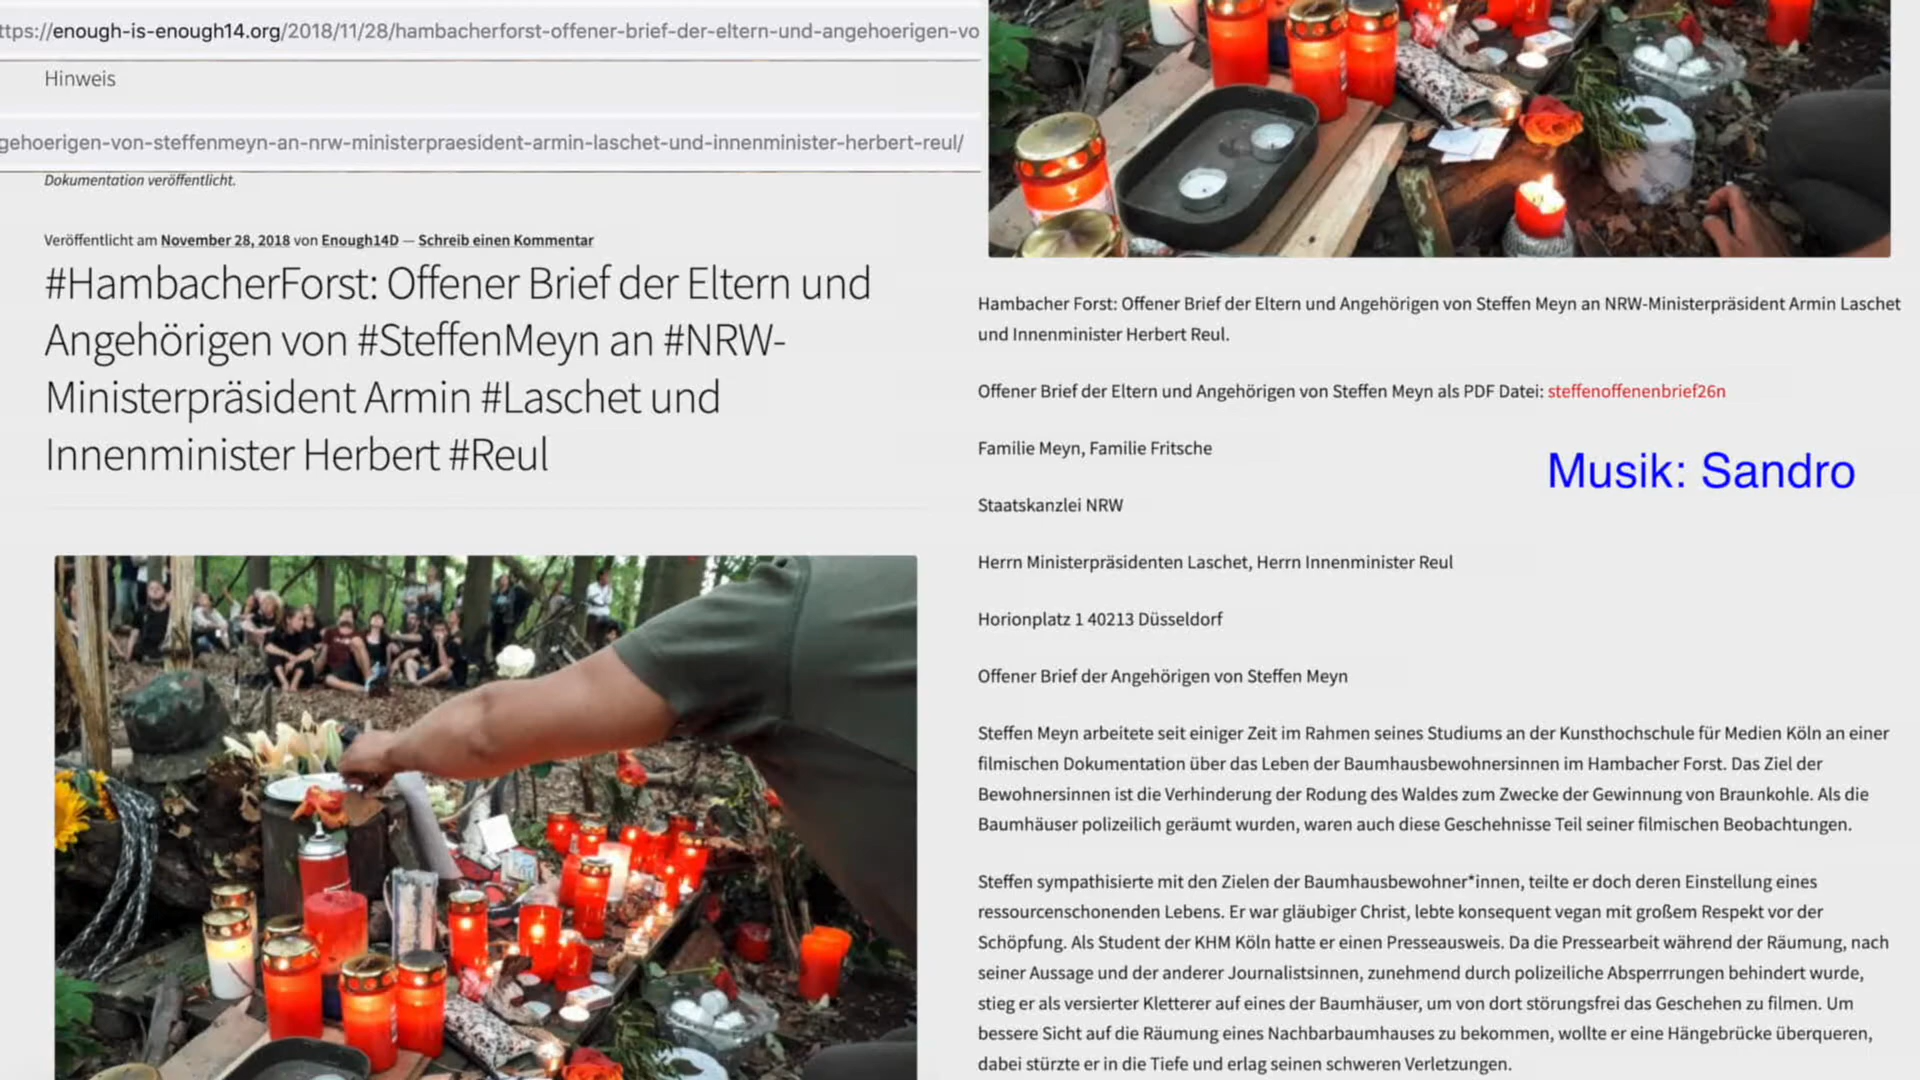 ttps://enough-is-enough14.org/2018/11/28/hambacherforst-offener-brief-der-eltern-und-angehoerigen-vo
Hinweis
gehoerigen-von-steffenmeyn-an-nrw-ministerpraesident-armin-laschet-und-innenminister-herbert-reul/
Dokumentation veröffentlicht.
Veröffentlicht am November 28, 2018 von Enough14D — Schreib einen Kommentar
#HambacherForst: Offener Brief der Eltern und
Angehörigen von #SteffenMeyn an #NRW-
Ministerpräsident Armin #Laschet und
Innenminister Herbert #Reul
Hambacher Forst: Offener Brief der Eltern und Angehörigen von Steffen Meyn an NRW-Ministerpräsident Armin Laschet
und Innenminister Herbert Reul.
Offener Brief der Eltern und Angehörigen von Steffen Meyn als PDF Datei: steffenoffenenbrief26n
Familie Meyn, Familie Fritsche
Musik: Sandro
Staatskanzlei NRW
Herrn Ministerpräsidenten Laschet, Herrn Innenminister Reul
Horionplatz 1 40213 Düsseldorf
Offener Brief der Angehörigen von Steffen Meyn
Steffen Meyn arbeitete seit einiger Zeit im Rahmen seines Studiums an der Kunsthochschule für Medien Köln an einer
filmischen Dokumentation über das Leben der Baumhausbewohnersinnen im Hambacher Forst. Das Ziel der
Bewohnersinnen ist die Verhinderung der Rodung des Waldes zum Zwecke der Gewinnung von Braunkohle. Als die
Baumhäuser polizeilich geräumt wurden, waren auch diese Geschehnisse Teil seiner filmischen Beobachtungen.
Steffen sympathisierte mit den Zielen der Baumhausbewohner*innen, teilte er doch deren Einstellung eines
ressourcenschonenden Lebens. Er war gläubiger Christ, lebte konsequent vegan mit großem Respekt vor der
Schöpfung. Als Student der KHM Köln hatte er einen Presseausweis. Da die Pressearbeit während der Räumung, nach
seiner Aussage und der anderer Journalistsinnen, zunehmend durch polizeiliche Absperrrungen behindert wurde,
stieg er als versierter Kletterer auf eines der Baumhäuser, um von dort störungsfrei das Geschehen zu filmen. Um
bessere Sicht auf die Räumung eines Nachbarbaumhauses zu bekommen, wollte er eine Hängebrücke überqueren,
dabei stürzte er in die Tiefe und erlag seinen schweren Verletzungen.